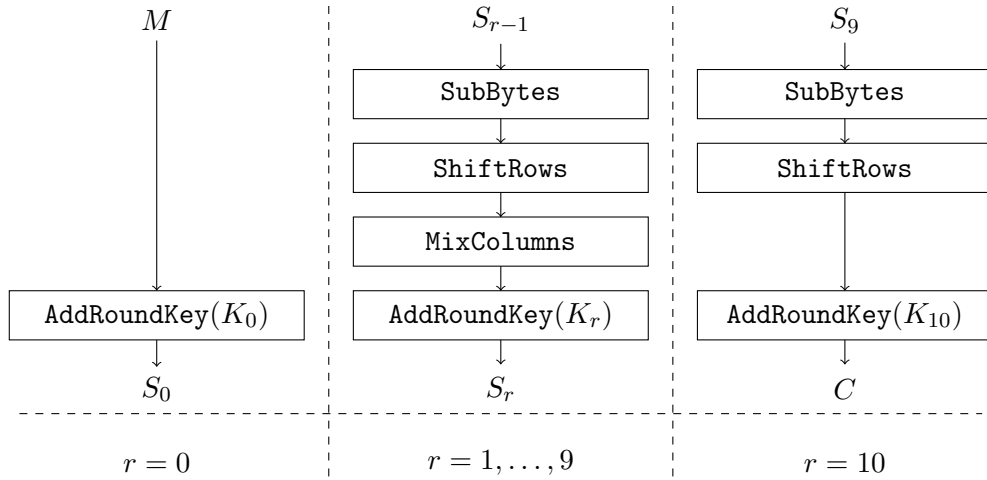 M S_{r−1} S_9
SubBytes SubBytes
ShiftRows ShiftRows
MixColumns
AddRoundKey(K_0) AddRoundKey(K_r) AddRoundKey(K_{10})
S_0 S_r C
r = 0 r = 1, . . . , 9 r = 10